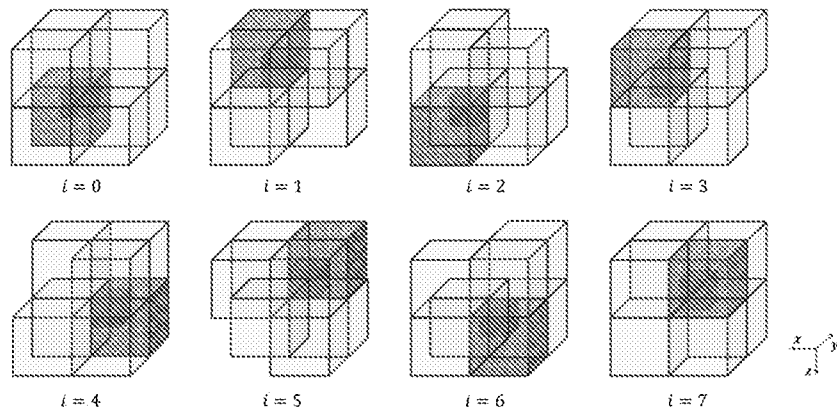 i = 0 i = 1 i = 2 i = 3
i = 4 i = 5 i = 6 i = 7
x y
z